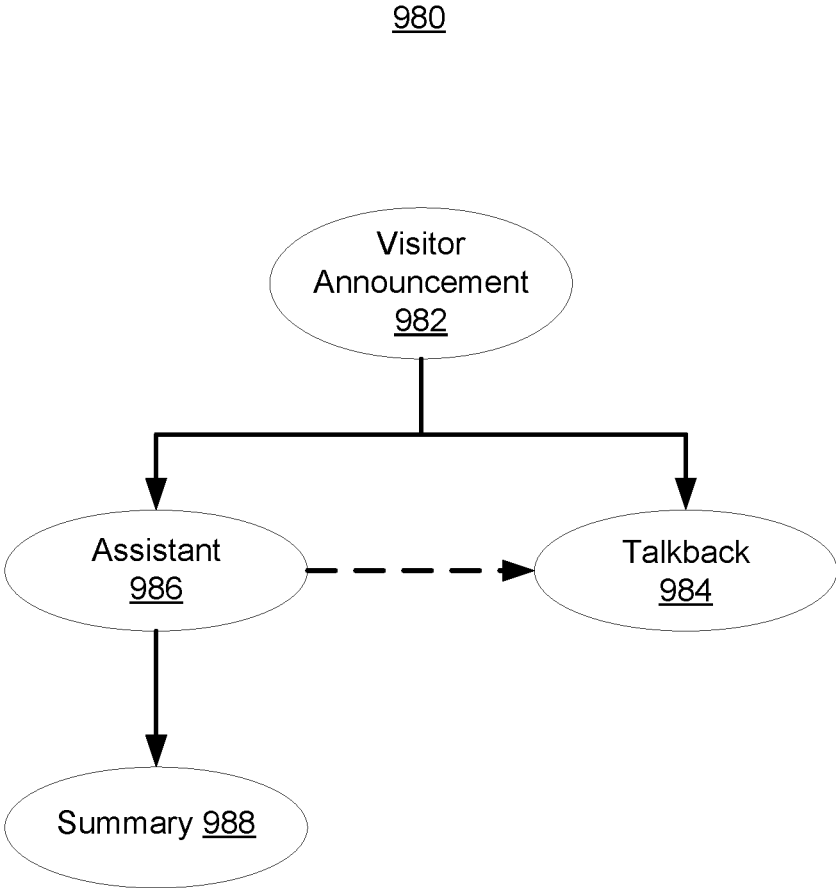 980
Visitor
Announcement
982
Assistant
986
Talkback
984
Summary 988